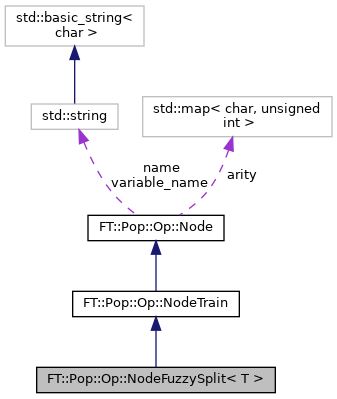 std::basic_string<
char >
std::string
std::map< char, unsigned
int >
name
variable_name
arity
FT::Pop::Op::Node
FT::Pop::Op::NodeTrain
FT::Pop::Op::NodeFuzzySplit< T >